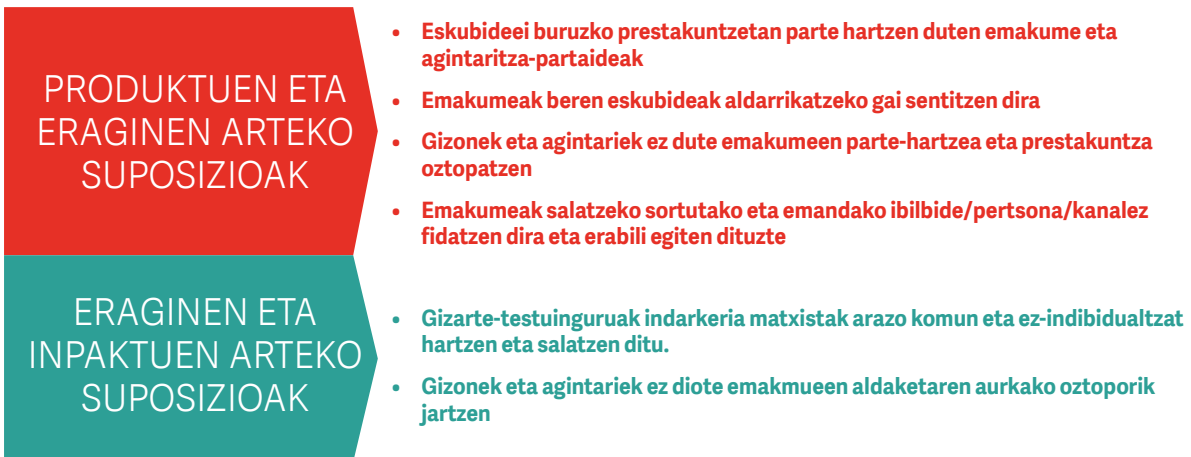 PRODUKTUEN ETA
ERAGINEN ARTEKO
SUPOSIZIOAK
• Eskubideei buruzko prestakuntzetan parte hartzen duten emakume eta
agintaritza-partaideak
• Emakumeak beren eskubideak aldarrikatzeko gai sentitzen dira
• Gizonek eta agintariek ez dute emakumeen parte-hartzea eta prestakuntza
oztopatzen
• Emakumeak salatzeko sortutako eta emandako ibilbide/pertsona/kanalez
fidatzen dira eta erabili egiten dituzte
ERAGINEN ETA
INPAKTUEN ARTEKO
SUPOSIZIOAK
• Gizarte-testuinguruak indarkeria matxistak arazo komun eta ez-indibidualtzat
hartzen eta salatzen ditu.
• Gizonek eta agintariek ez diote emakmueen aldaketaren aurkako oztoporik
jartzen